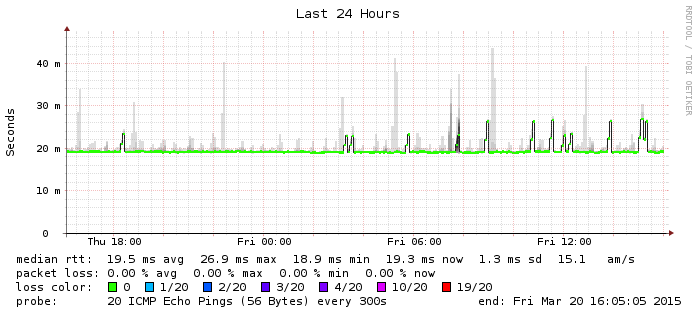 Last 24 Hours
RRDTOOL / TOBI OETIKER
Seconds
40 m
30 m
20 m
10 m
0
Thu 18:00 Fri 00:00 Fri 06:00 Fri 12:00
median rtt: 19.5 ms avg 26.9 ms max 18.9 ms min 19.3 ms now 1.3 ms sd 15.1 am/s
packet loss: 0.00 % avg 0.00 % max 0.00 % min 0.00 % now
loss color: 0 1/20 2/20 3/20 4/20 10/20 19/20
probe: 20 ICMP Echo Pings (56 Bytes) every 300s end: Fri Mar 20 16:05:05 2015